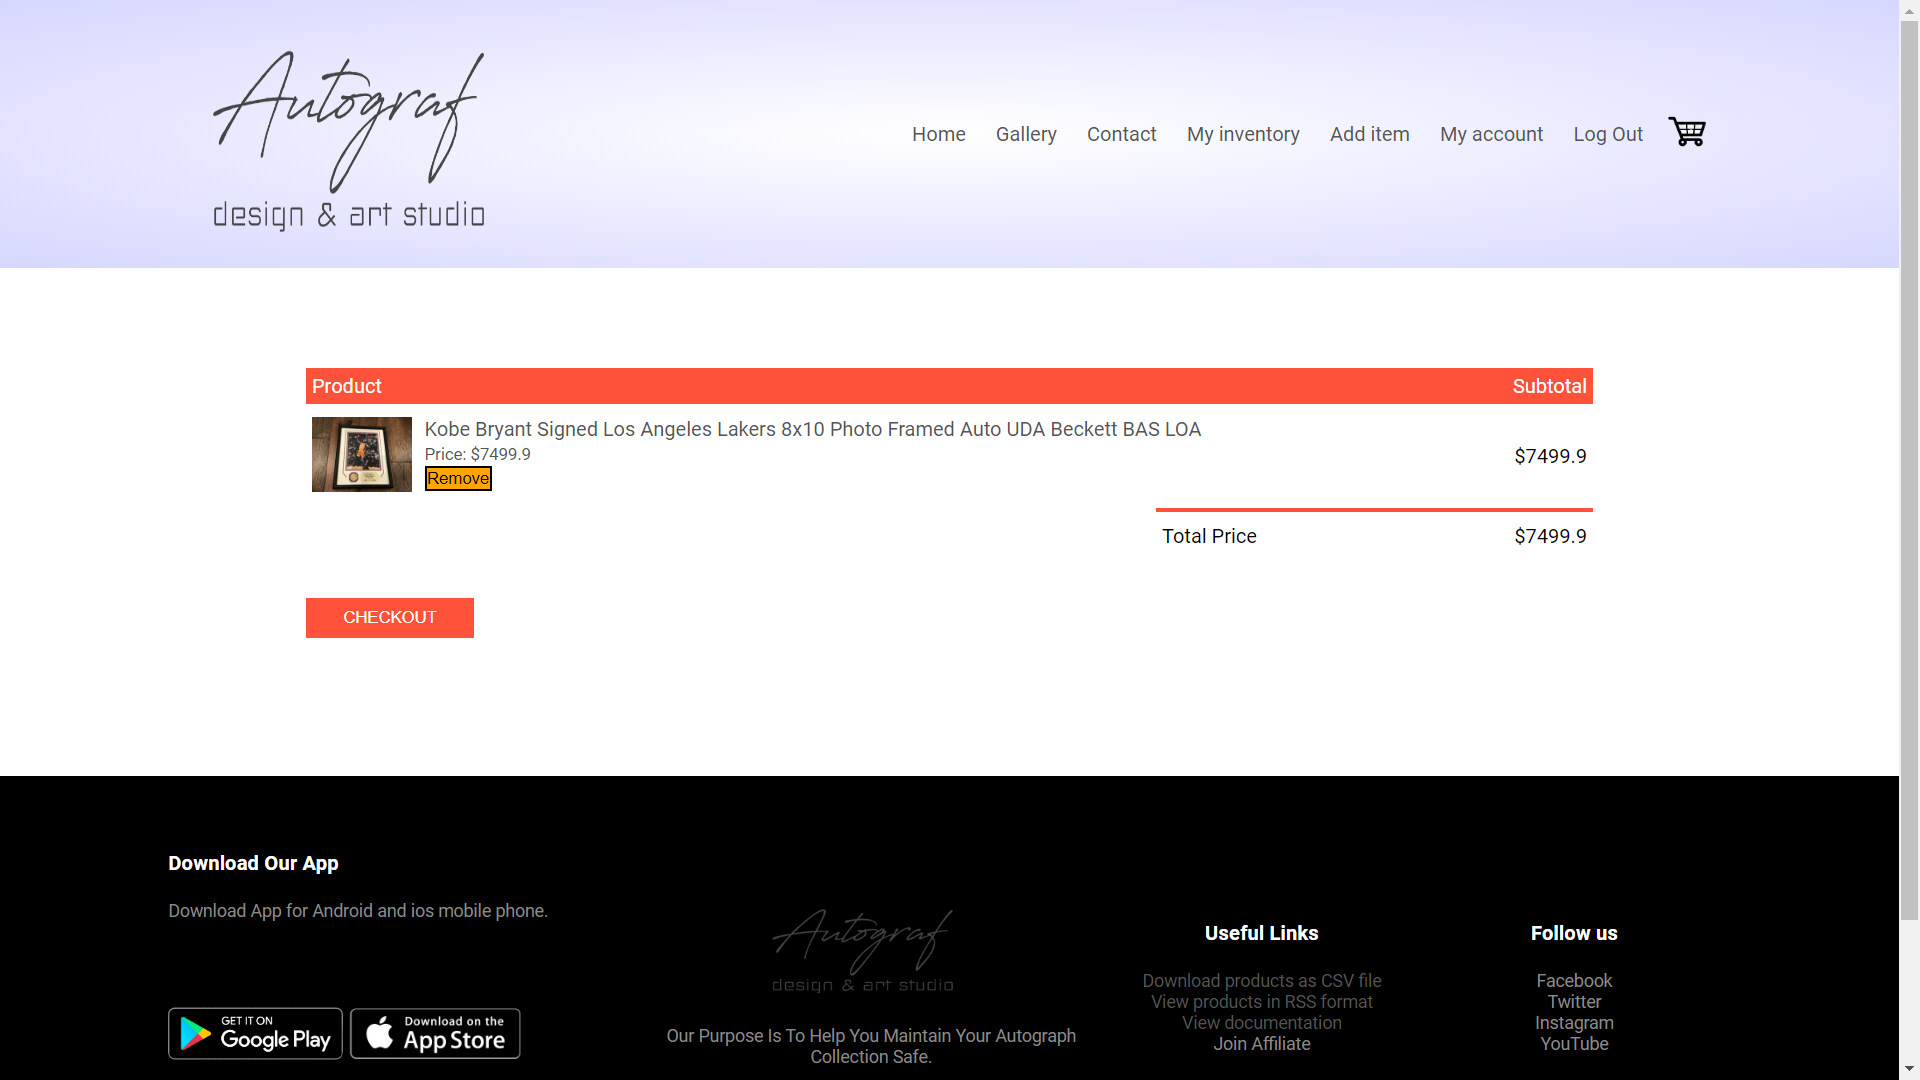 Autograf
design & art studio
Home
Gallery
Contact
My inventory
Add item
My account
Log Out
Product
Subtotal
Kobe Bryant Signed Los Angeles Lakers 8x10 Photo Framed Auto UDA Beckett BAS LOA
Price: $7499.9
Remove
$7499.9
Total Price
$7499.9
CHECKOUT
Download Our App
Download App for Android and ios mobile phone.
GET IT ON
Google Play
Download on the
App Store
Autograf
design & art studio
Our Purpose Is To Help You Maintain Your Autograph
Collection Safe.
Useful Links
Download products as CSV file
View products in RSS format
View documentation
Join Affiliate
Follow us
Facebook
Twitter
Instagram
YouTube